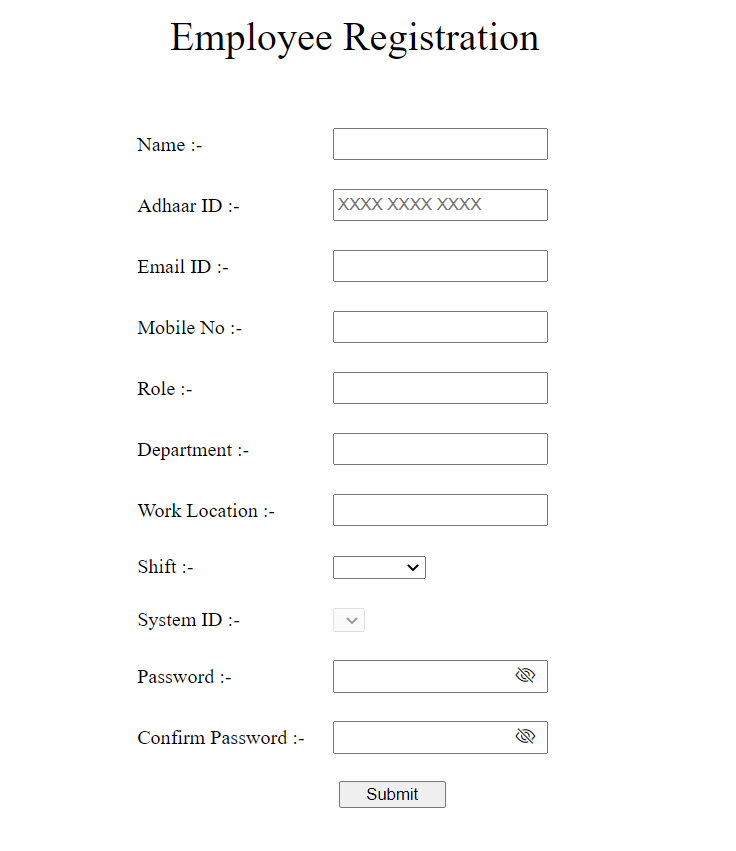 Employee Registration
Name :-
Adhaar ID :- XXXX XXXX XXXX
Email ID :-
Mobile No :-
Role :-
Department :-
Work Location :-
Shift :-
System ID :-
Password :-
Confirm Password :-
Submit